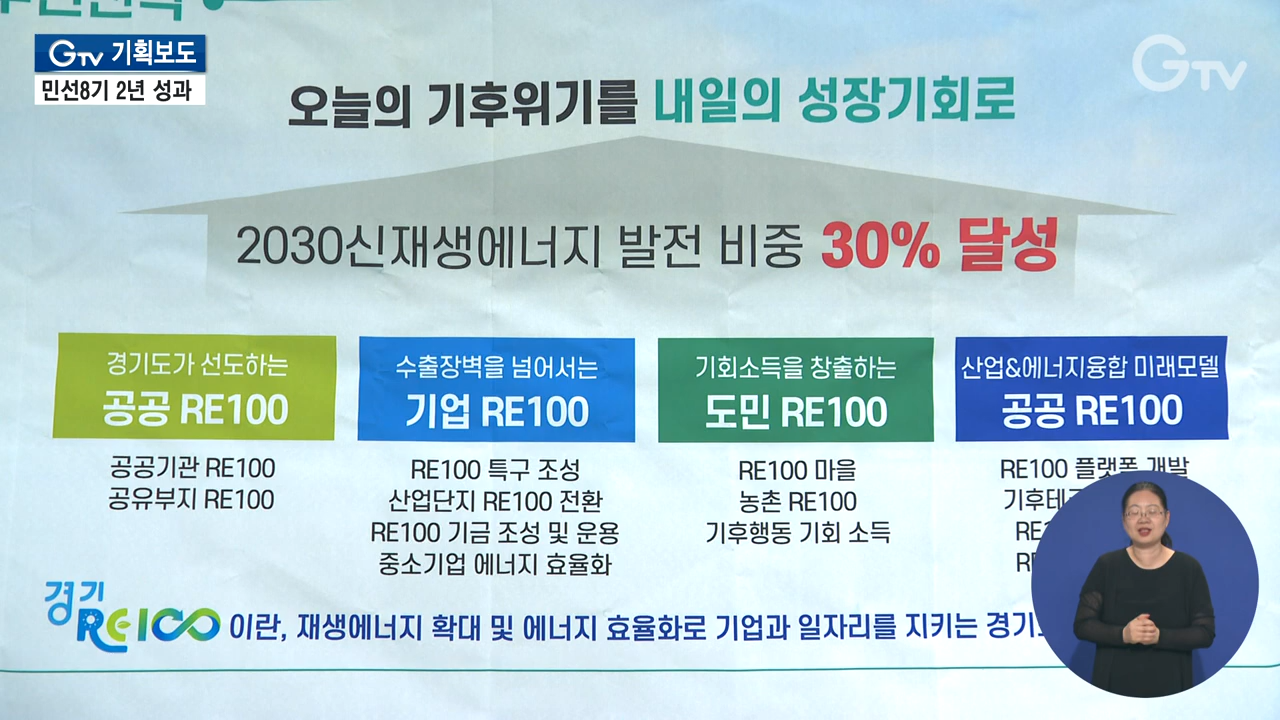 GTV 기획보도
민선8기 2년 성과
GTV
오늘의 기후위기를 내일의 성장기회로
2030신재생에너지 발전 비중 30% 달성
경기도가 선도하는
공공 RE100
공공기관 RE100
공유부지 RE100
수출장벽을 넘어서는
기업 RE100
RE100 특구 조성
산업단지 RE100 전환
RE100 기금 조성 및 운용
중소기업 에너지 효율화
기회소득을 창출하는
도민 RE100
RE100 마을
농촌 RE100
기후행동 기회 소득
산업&에너지융합 미래모델
공공 RE100
RE100 플랫폼 개발
경기
RE100 이란, 재생에너지 확대 및 에너지 효율화로 기업과 일자리를 지키는